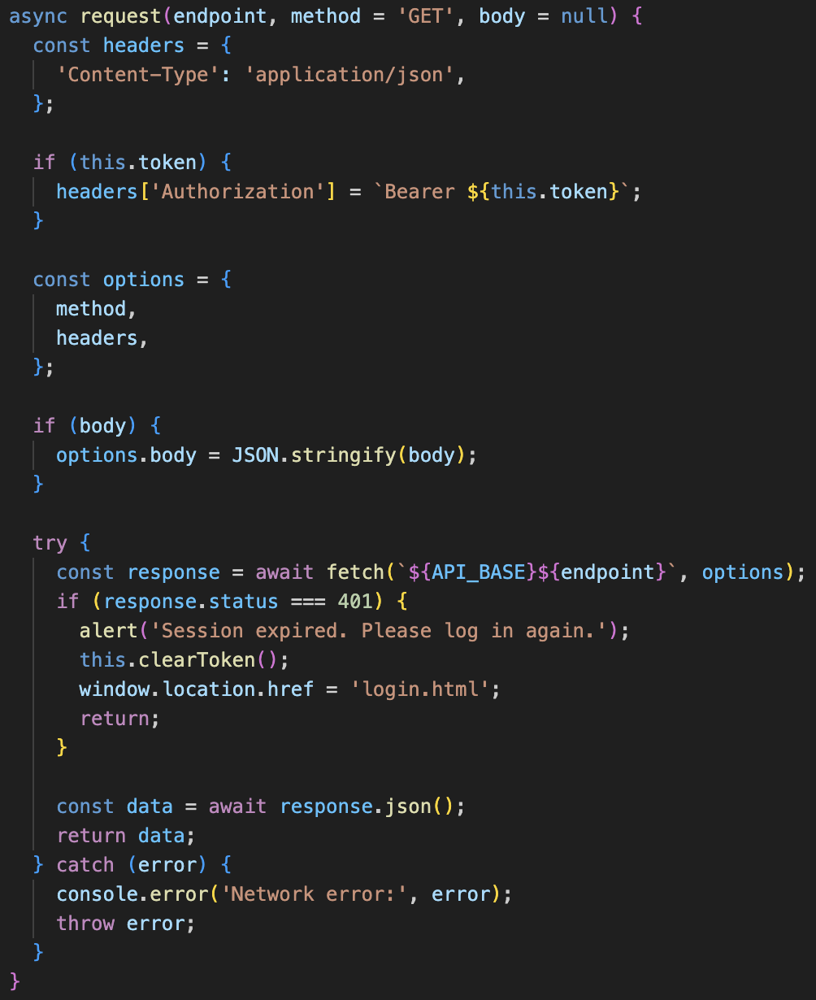 async request(endpoint, method = 'GET', body = null) {
  const headers = {
    'Content-Type': 'application/json',
  };

  if (this.token) {
    headers['Authorization'] = `Bearer ${this.token}`;
  }

  const options = {
    method,
    headers,
  };

  if (body) {
    options.body = JSON.stringify(body);
  }

  try {
    const response = await fetch(`${API_BASE}${endpoint}`, options);
    if (response.status === 401) {
      alert('Session expired. Please log in again.');
      this.clearToken();
      window.location.href = 'login.html';
      return;
    }

    const data = await response.json();
    return data;
  } catch (error) {
    console.error('Network error:', error);
    throw error;
  }
}